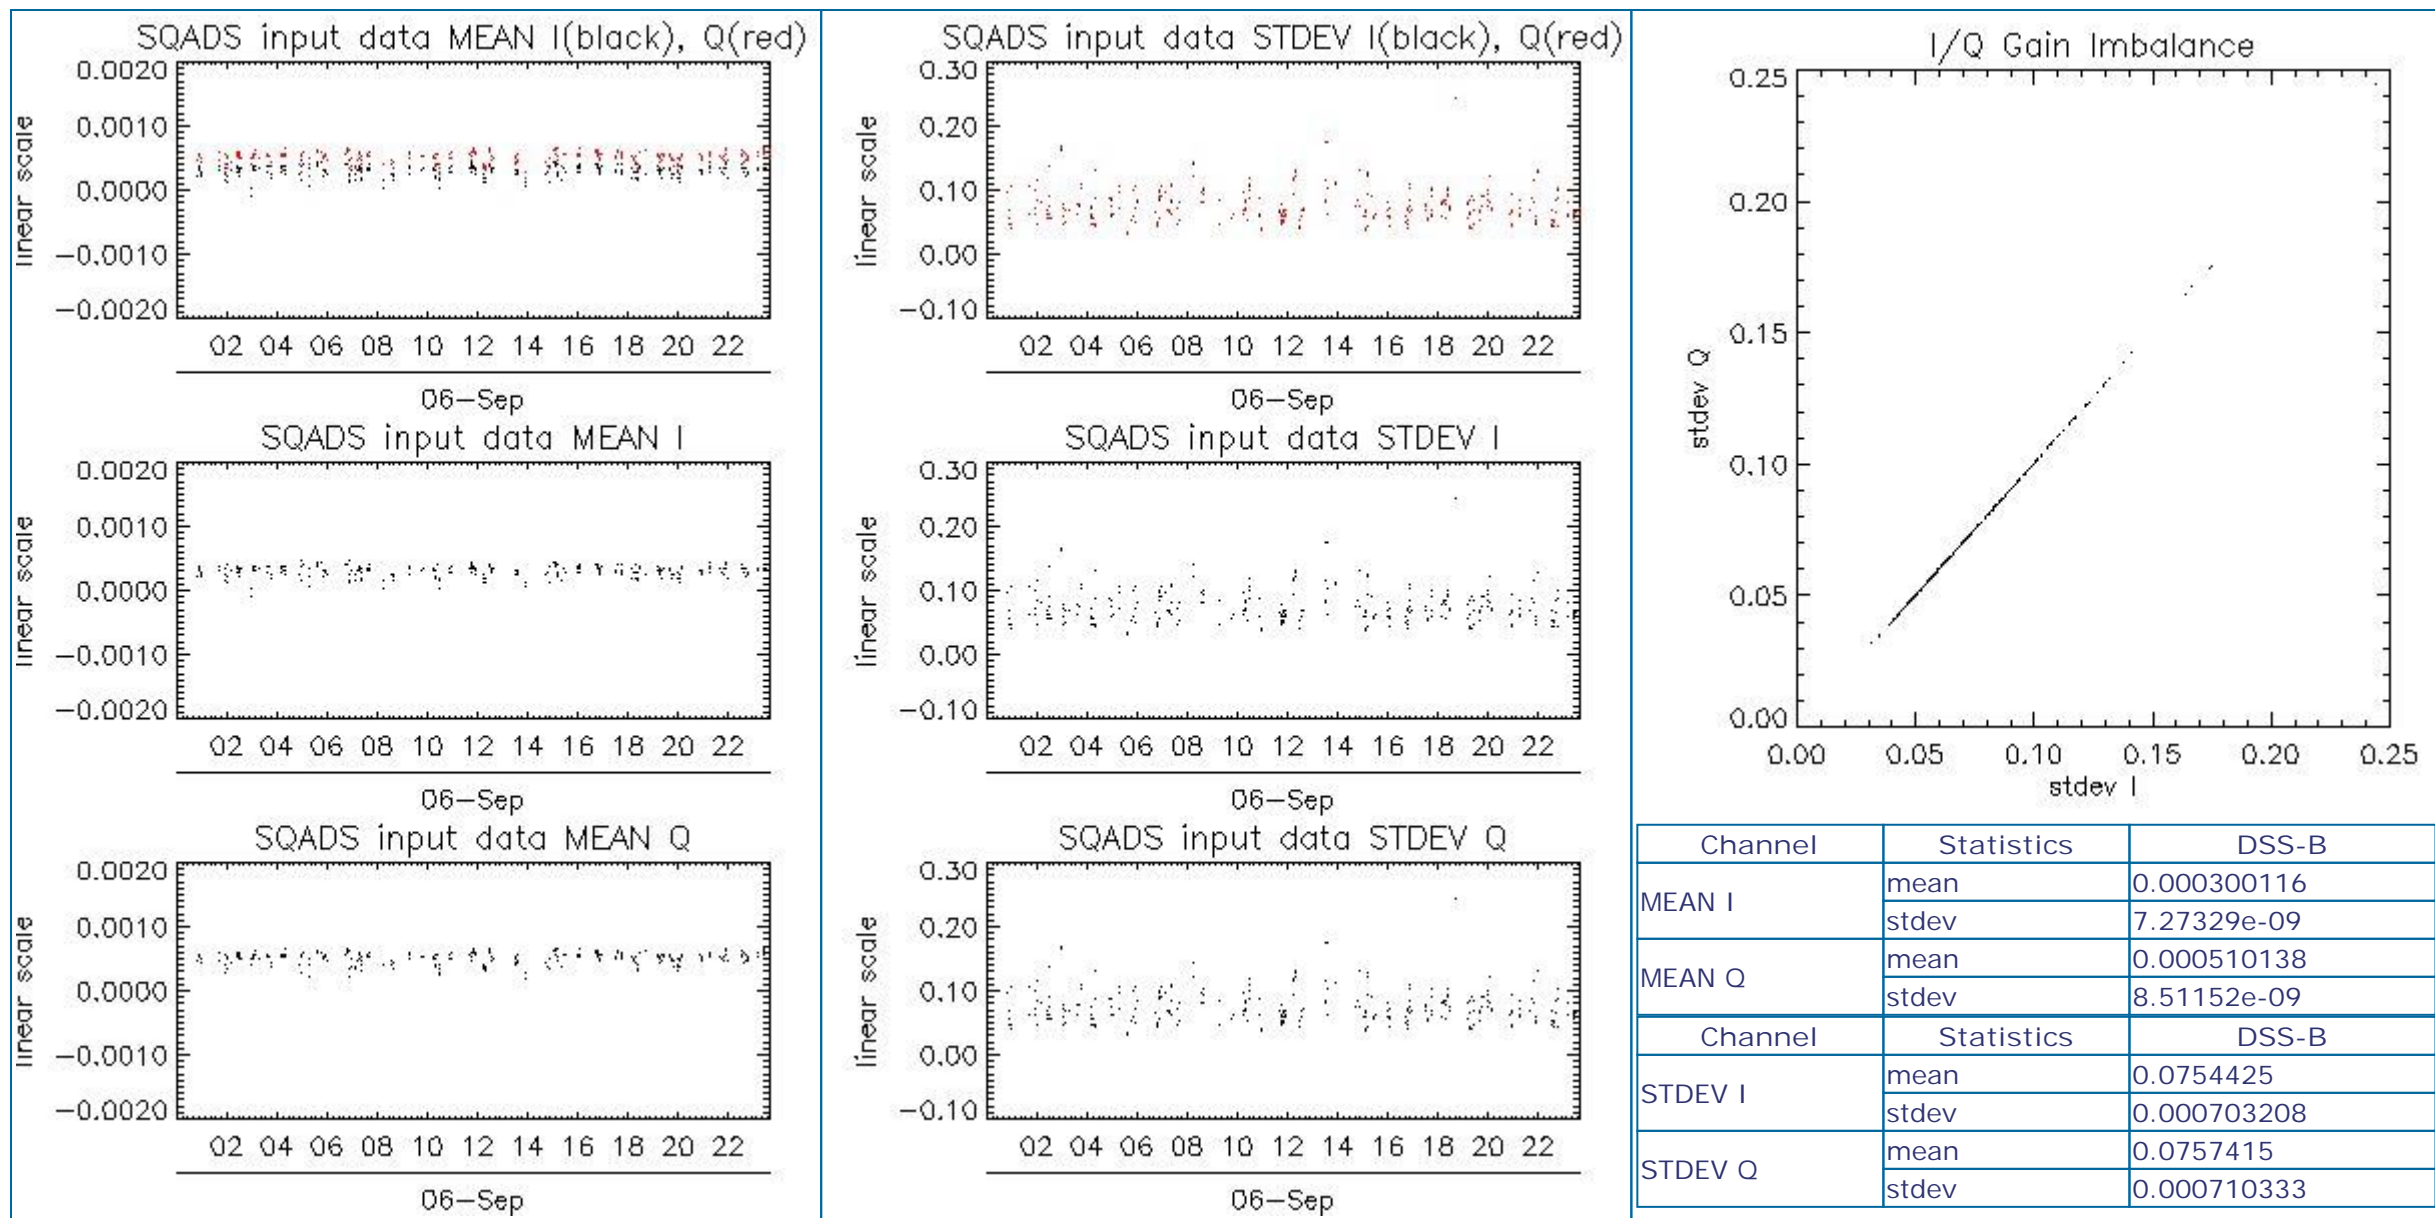 SQADS input data MEAN I(black), Q(red)
0.0020
0.0010
0.0000
−0.0010
−0.0020
linear scale
02 04 06 08 10 12 14 16 18 20 22
06−Sep
SQADS input data MEAN I
0.0020
0.0010
0.0000
−0.0010
−0.0020
linear scale
02 04 06 08 10 12 14 16 18 20 22
06−Sep
SQADS input data MEAN Q
0.0020
0.0010
0.0000
−0.0010
−0.0020
linear scale
02 04 06 08 10 12 14 16 18 20 22
06−Sep
SQADS input data STDEV I(black), Q(red)
0.30
0.20
0.10
0.00
−0.10
linear scale
02 04 06 08 10 12 14 16 18 20 22
06−Sep
SQADS input data STDEV I
0.30
0.20
0.10
0.00
−0.10
linear scale
02 04 06 08 10 12 14 16 18 20 22
06−Sep
SQADS input data STDEV Q
0.30
0.20
0.10
0.00
−0.10
linear scale
02 04 06 08 10 12 14 16 18 20 22
06−Sep
I/Q Gain Imbalance
0.25
0.20
0.15
0.10
0.05
0.00
stdev Q
0.00 0.05 0.10 0.15 0.20 0.25
stdev I
Channel Statistics DSS-B
MEAN I mean 0.000300116
stdev 7.27329e-09
MEAN Q mean 0.000510138
stdev 8.51152e-09
Channel Statistics DSS-B
STDEV I mean 0.0754425
stdev 0.000703208
STDEV Q mean 0.0757415
stdev 0.000710333